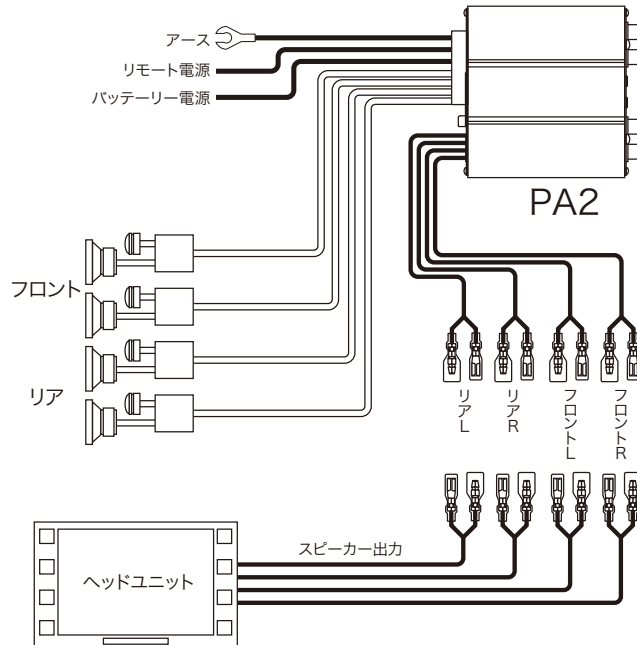 アース
リモート電源
バッテーリー電源
PA2
フロント
リア
リアL
リアR
フロントL
フロントR
スピーカー出力
ヘッドユニット